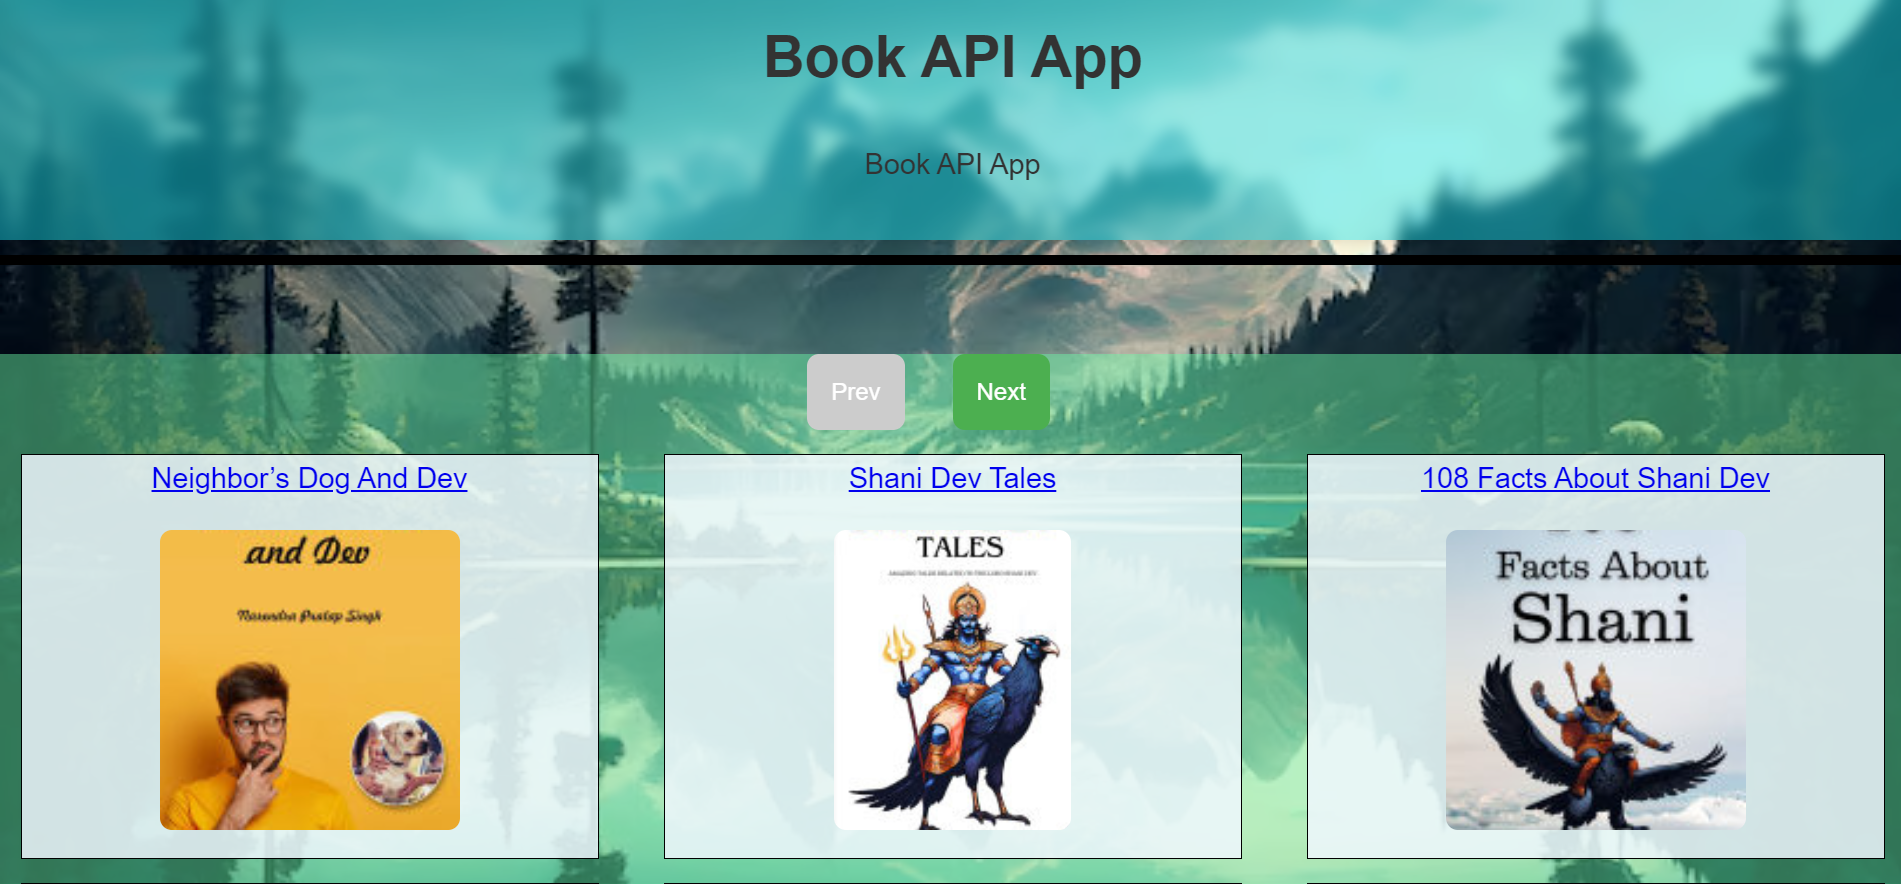 Book API App
Book API App
Prev
Next
Neighbor’s Dog And Dev
Shani Dev Tales
108 Facts About Shani Dev
and Dev
Narendra Pratap Singh
TALES
Facts About
Shani